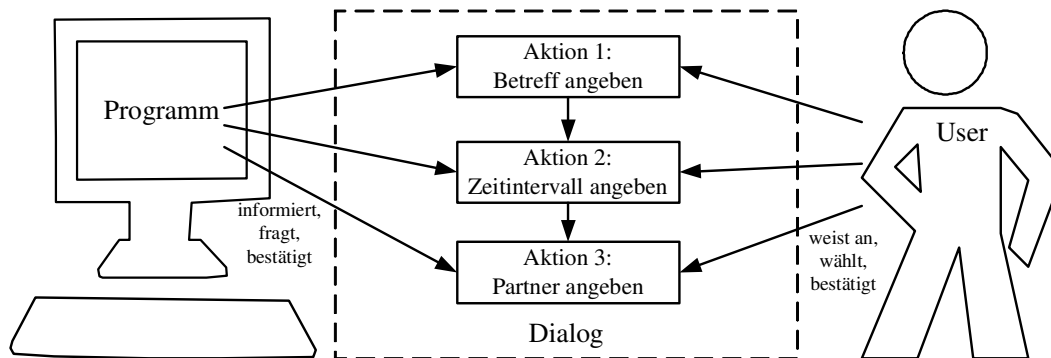 Programm
informiert,
fragt,
bestätigt
Aktion 1:
Betreff angeben
Aktion 2:
Zeitintervall angeben
Aktion 3:
Partner angeben
Dialog
User
weist an,
wählt,
bestätigt